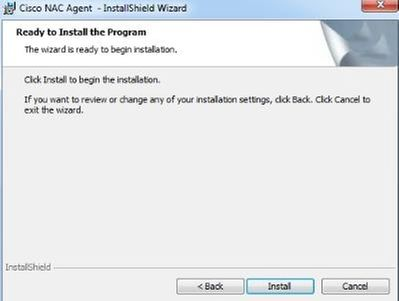 Cisco NAC Agent - InstallShield Wizard
Ready to Install the Program
The wizard is ready to begin installation.
Click Install to begin the installation.
If you want to review or change any of your installation settings, click Back. Click Cancel to
exit the wizard.
InstallShield
< Back
Install
Cancel